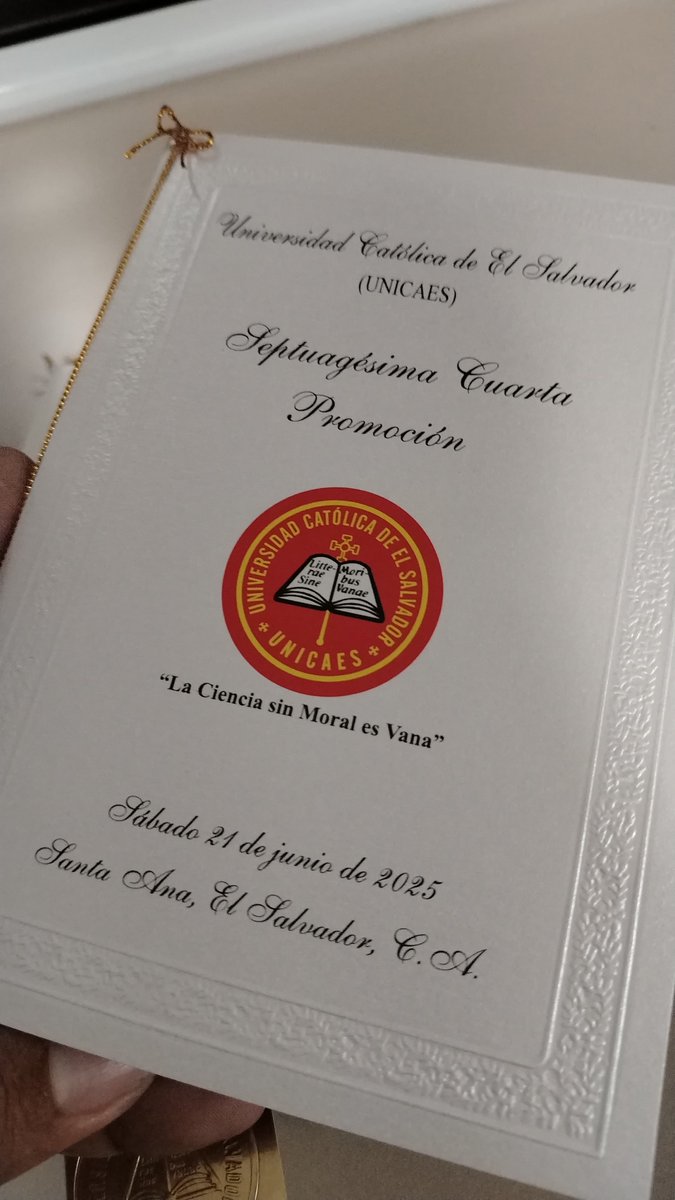 Universidad Católica de El Salvador
(UNICAES)
Septuagésima Cuarta
Promoción
UNIVERSIDAD CATÓLICA DE EL SALVADOR
Litte-
rae
Sine
Mori
bus
Vanae
UNICAES
“La Ciencia sin Moral es Vana”
Sábado 21 de junio de 2025
Santa Ana, El Salvador, C. A.